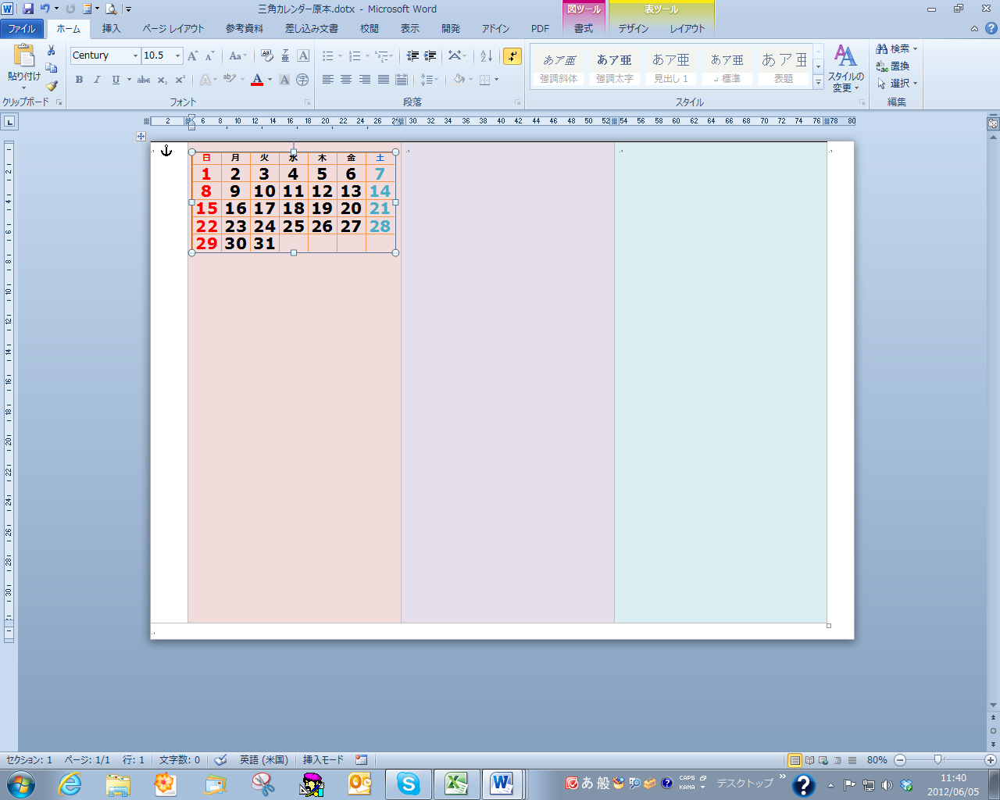 三角カレンダー原本.dotx - Microsoft Word
図ツール 表ツール
ファイル ホーム 挿入 ページ レイアウト 参考資料 差し込み文書 校閲 表示 開発 アドイン PDF 書式 デザイン レイアウト
Century 10.5
貼り付け
クリップボード フォント 段落 スタイル 編集
あア亜 あア亜 あア亜 あア亜 あア亜
強調斜体 強調太字 見出し 1 標準 表題
スタイルの
変更
検索
置換
選択
2 6 8 10 12 14 16 18 20 22 24 26 30 32 34 36 38 40 42 44 46 48 50 52 54 56 58 60 62 64 66 68 70 72 74 76 78 80
日 月 火 水 木 金 土
1 2 3 4 5 6 7
8 9 10 11 12 13 14
15 16 17 18 19 20 21
22 23 24 25 26 27 28
29 30 31
2
4
6
8
10
12
14
16
18
20
22
24
26
28
30
セクション: 1 ページ: 1/1 行: 1 文字数: 0 英語 (米国) 挿入モード 80%
あ 般 CAPS KANA デスクトップ
11:40
2012/06/05